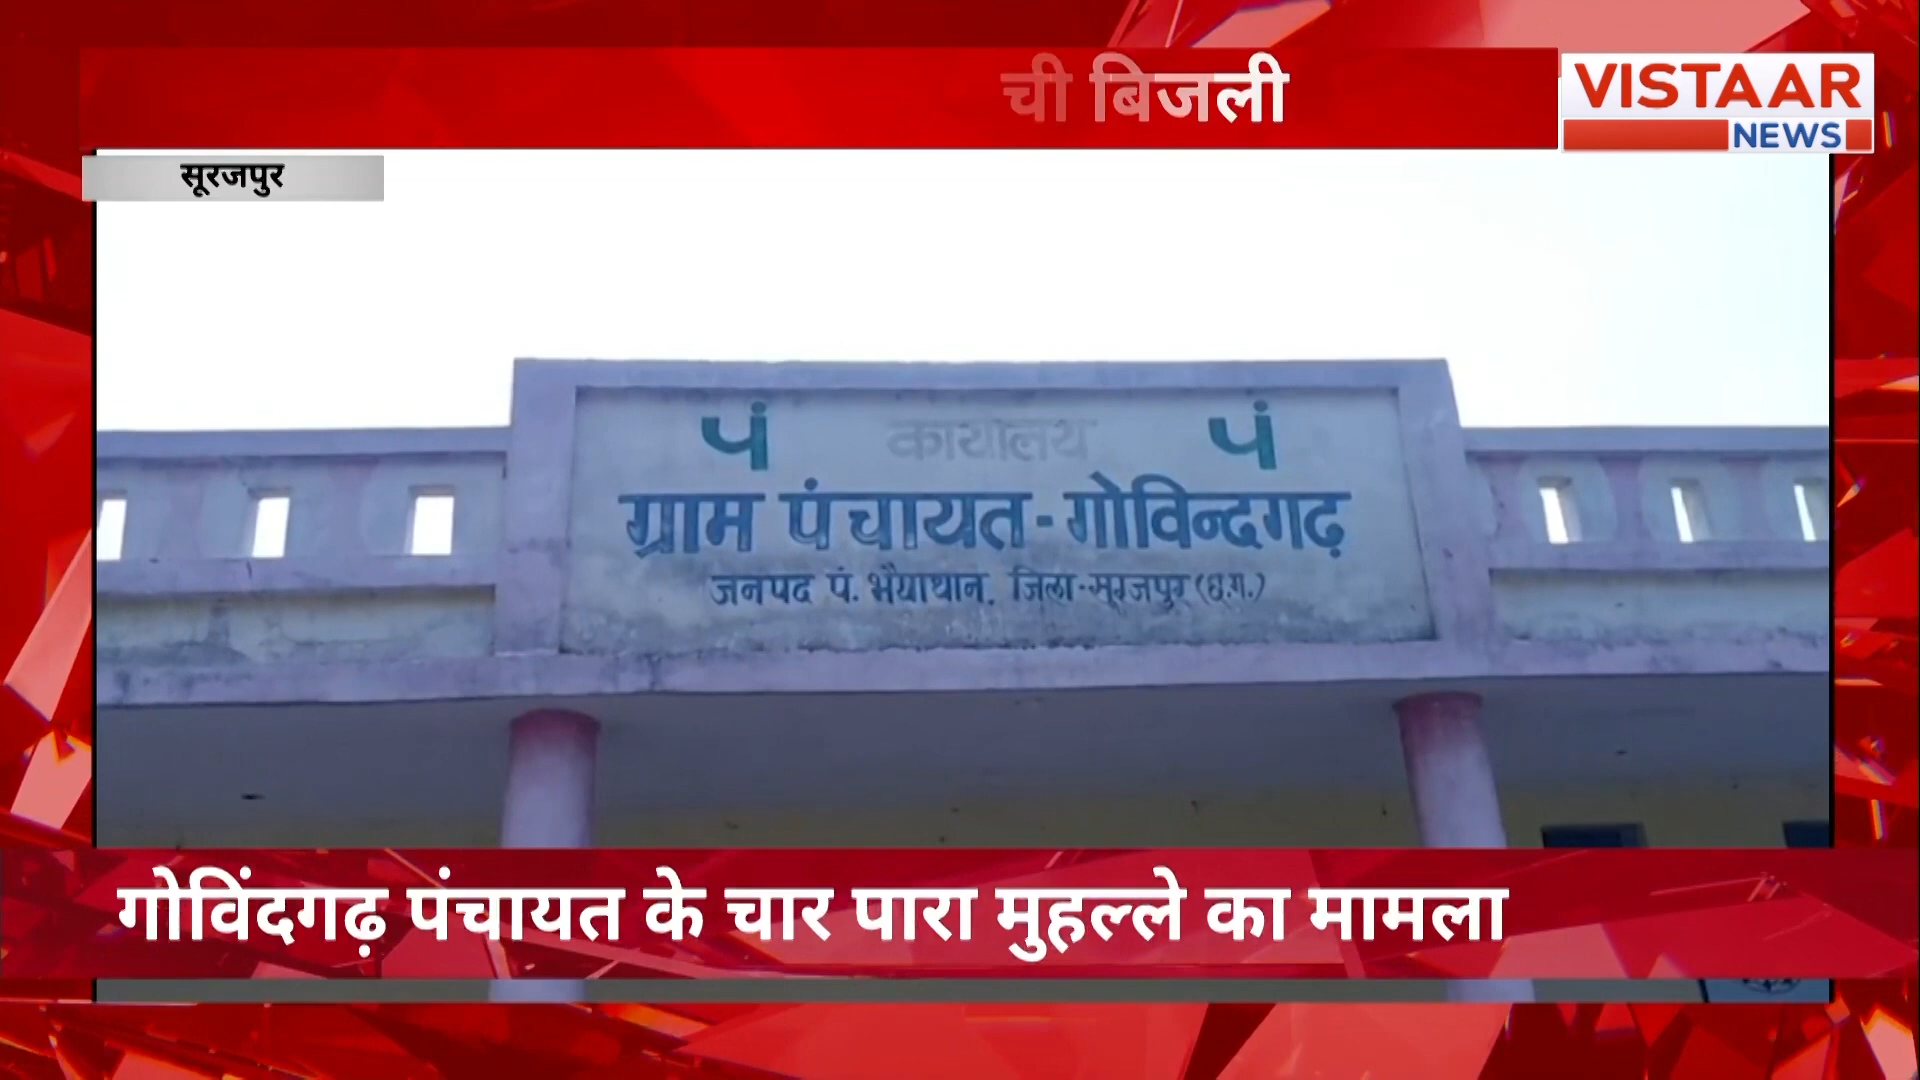 ची बिजली
VISTAAR
NEWS
सूरजपुर
पं कार्यालय पं
ग्राम पंचायत-गोविन्दगढ़
जनपद पं. भैयाथान, जिला-सूरजपुर (छ.ग.)
गोविंदगढ़ पंचायत के चार पारा मुहल्ले का मामला